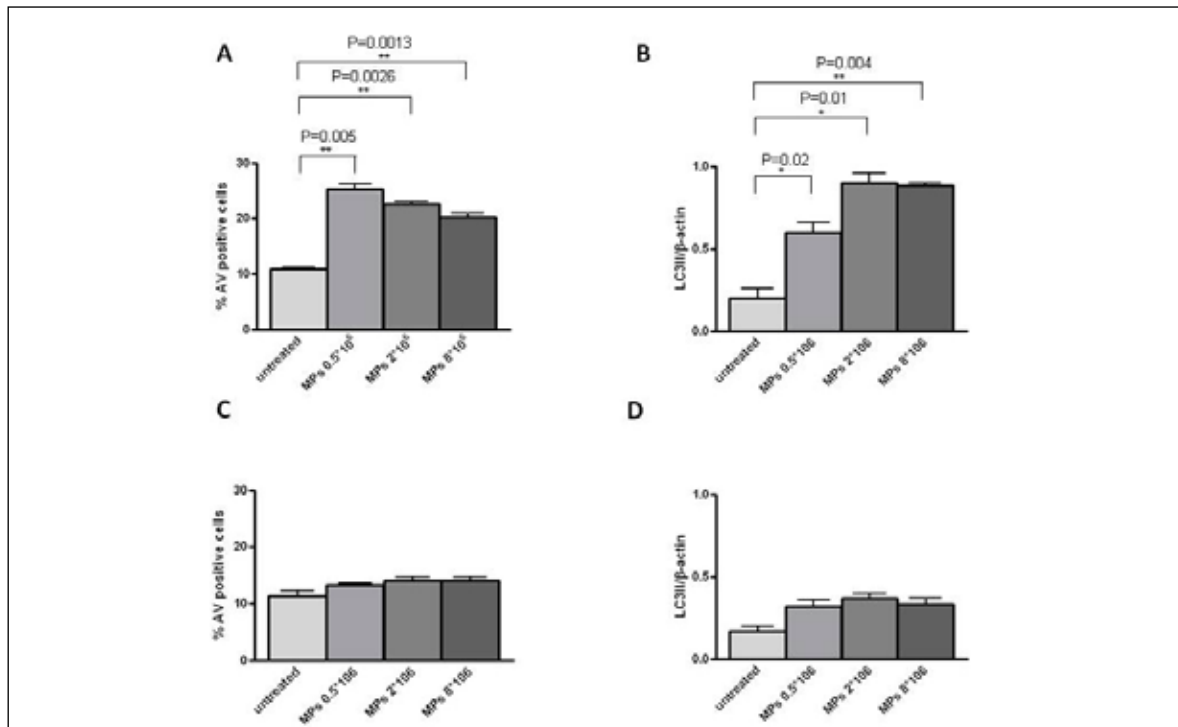 A
P=0.0013
**
P=0.0026
**
P=0.005
**
% AV positive cells
30
20
10
0
untreated
MPs 0.5*10⁶
MPs 2*10⁶
MPs 8*10⁶
B
P=0.004
**
P=0.01
*
P=0.02
*
LC3II/β-actin
1.0
0.5
0.0
untreated
MPs 0.5*106
MPs 2*106
MPs 8*106
C
% AV positive cells
30
20
10
0
untreated
MPs 0.5*106
MPs 2*106
MPs 8*106
D
LC3II/β-actin
1.0
0.5
0.0
untreated
MPs 0.5*106
MPs 2*106
MPs 8*106